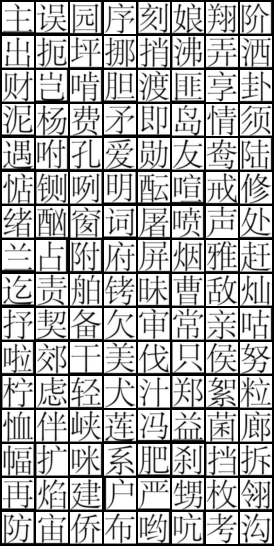 主误园序刻娘翔阶
出扼坪挪捎沸弄洒
财岂啃胆渡匪享卦
泥杨费矛即岛情须
遇咐孔爱勋友鸯陆
惦铡咧明酝喧戒修
绪酗窗词屠喷声处
兰占附府屏烟雅赶
迄责舶铐昧曹敌灿
抒契备欠审常亲咕
啦郊干美伐只侯努
柠虑轻犬汁郑絮粒
恤伴峡莲冯益菌廊
幅扩咪系肥刹挡拆
再焰建户严甥枚翎
防宙侨布哟吭考沟